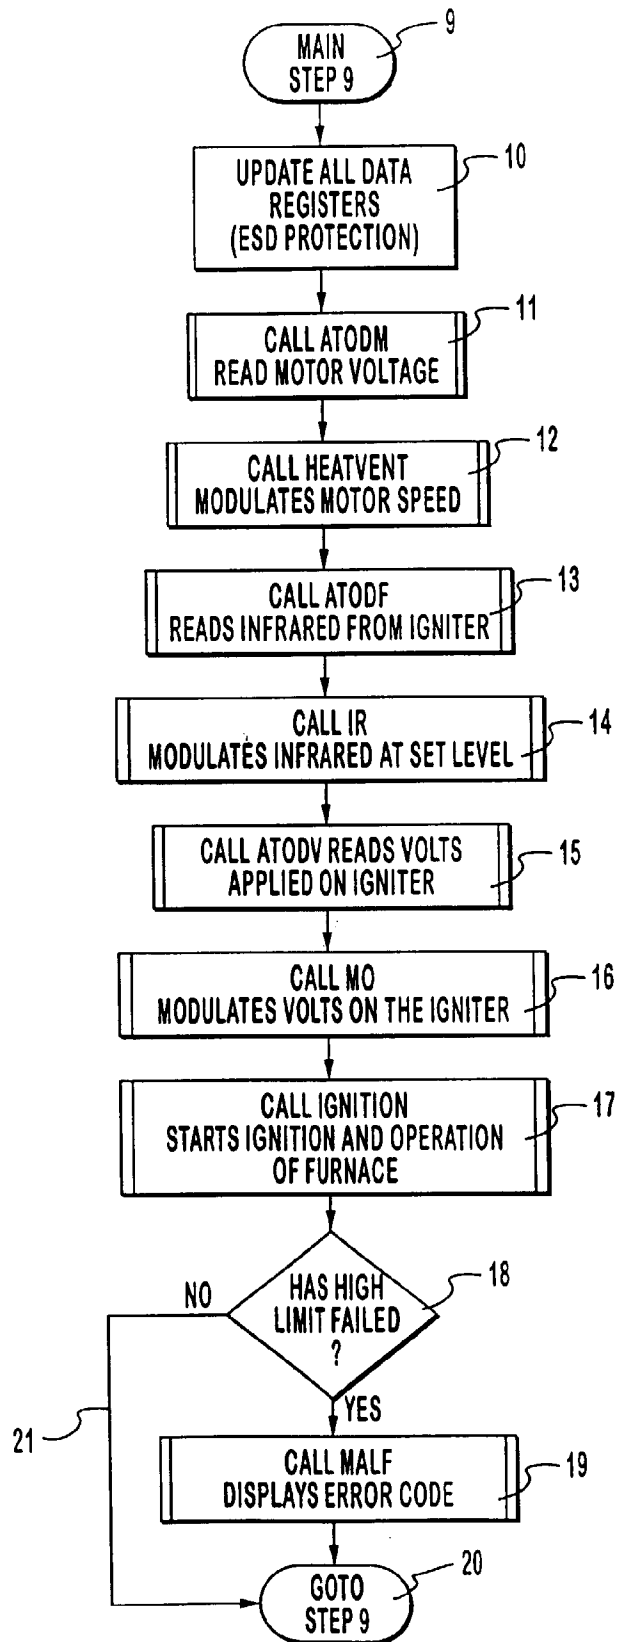 MAIN
STEP 9
9
UPDATE ALL DATA
REGISTERS
(ESD PROTECTION)
10
CALL ATODM
READ MOTOR VOLTAGE
11
CALL HEATVENT
MODULATES MOTOR SPEED
12
CALL ATODF
READS INFRARED FROM IGNITER
13
CALL IR
MODULATES INFRARED AT SET LEVEL
14
CALL ATODV READS VOLTS
APPLIED ON IGNITER
15
CALL MO
MODULATES VOLTS ON THE IGNITER
16
CALL IGNITION
STARTS IGNITION AND OPERATION
OF FURNACE
17
HAS HIGH
LIMIT FAILED
?
18
NO
YES
21
CALL MALF
DISPLAYS ERROR CODE
19
GOTO
STEP 9
20